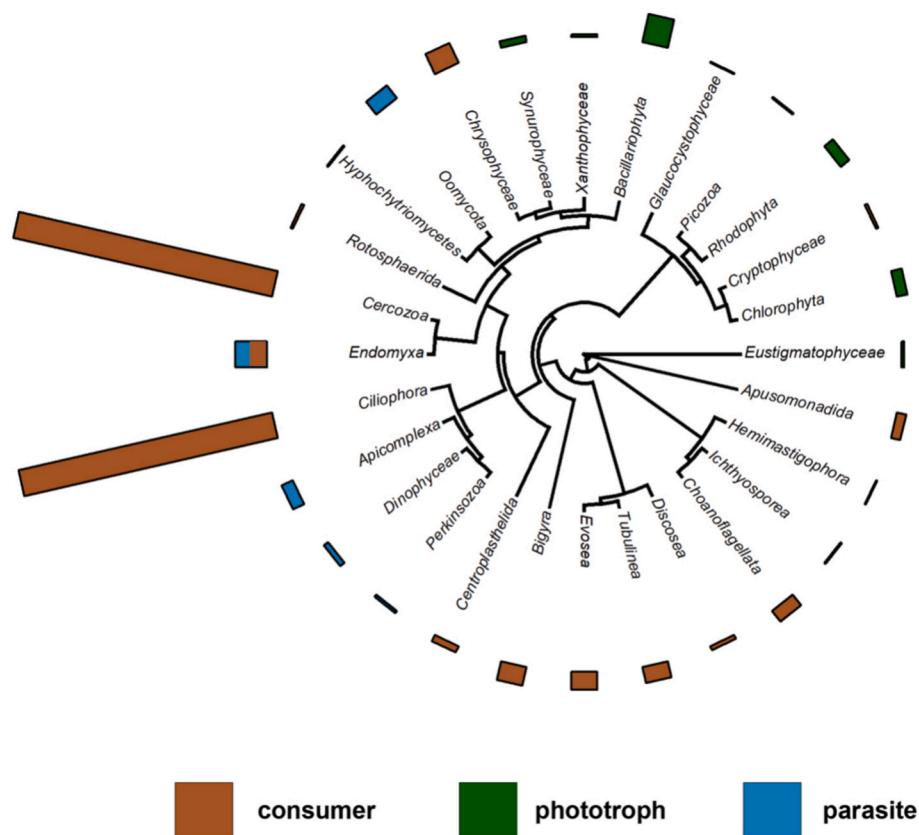 Glaucocystophyceae
Xanthophyceae
Synurophyceae
Bacillariophyta
Chrysophyceae
Hyphochytriomycetes
Oomycota
Picozoa
Rhodophyta
Rotosphaerida
Cryptophyceae
Cercozoa
Chlorophyta
Endomyxa
Eustigmatophyceae
Ciliophora
Apusomonadida
Apicomplexa
Hemimastigophora
Dinophyceae
Ichthyosporea
Perkinsozoa
Choanoflagellata
Centroplasthelida
Bigyra
Evosea
Tubulinea
Discosea
consumer
phototroph
parasite